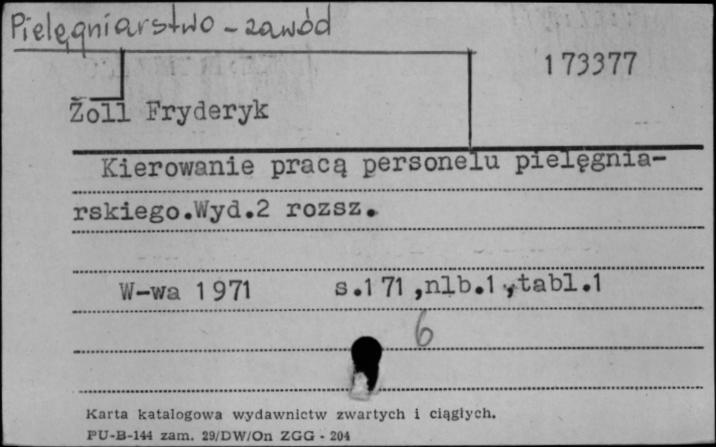 Pielęgniarstwo - zawód
173377
Żoll Fryderyk
Kierowanie pracą personelu pielęgnia-
rskiego.Wyd.2 rozsz.
W-wa 1971 s.171,nlb.1,tabl.1
6
Karta katalogowa wydawnictw zwartych i ciągłych.
PU-B-144 zam. 29/DW/On ZGG - 204